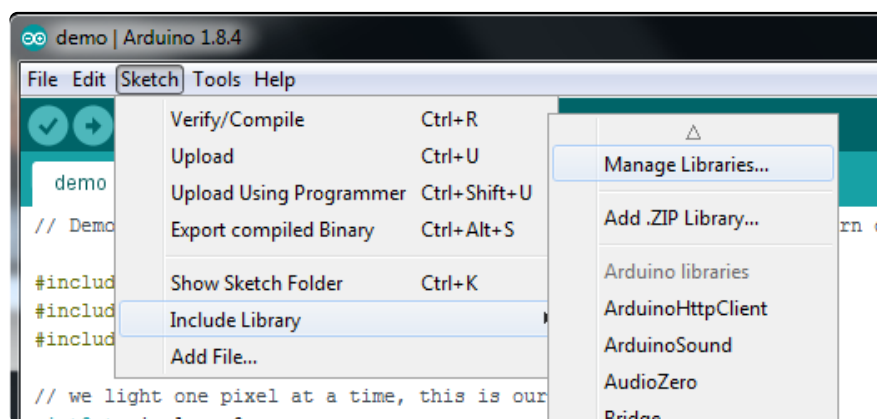 demo | Arduino 1.8.4
File Edit Sketch Tools Help
Verify/Compile Ctrl+R
Upload Ctrl+U
Upload Using Programmer Ctrl+Shift+U
Export compiled Binary Ctrl+Alt+S
Show Sketch Folder Ctrl+K
Include Library
Add File...
Manage Libraries...
Add .ZIP Library...
Arduino libraries
ArduinoHttpClient
ArduinoSound
AudioZero
Bridge
demo
// Demo
rn
#includ
#includ
#includ
// we light one pixel at a time, this is our